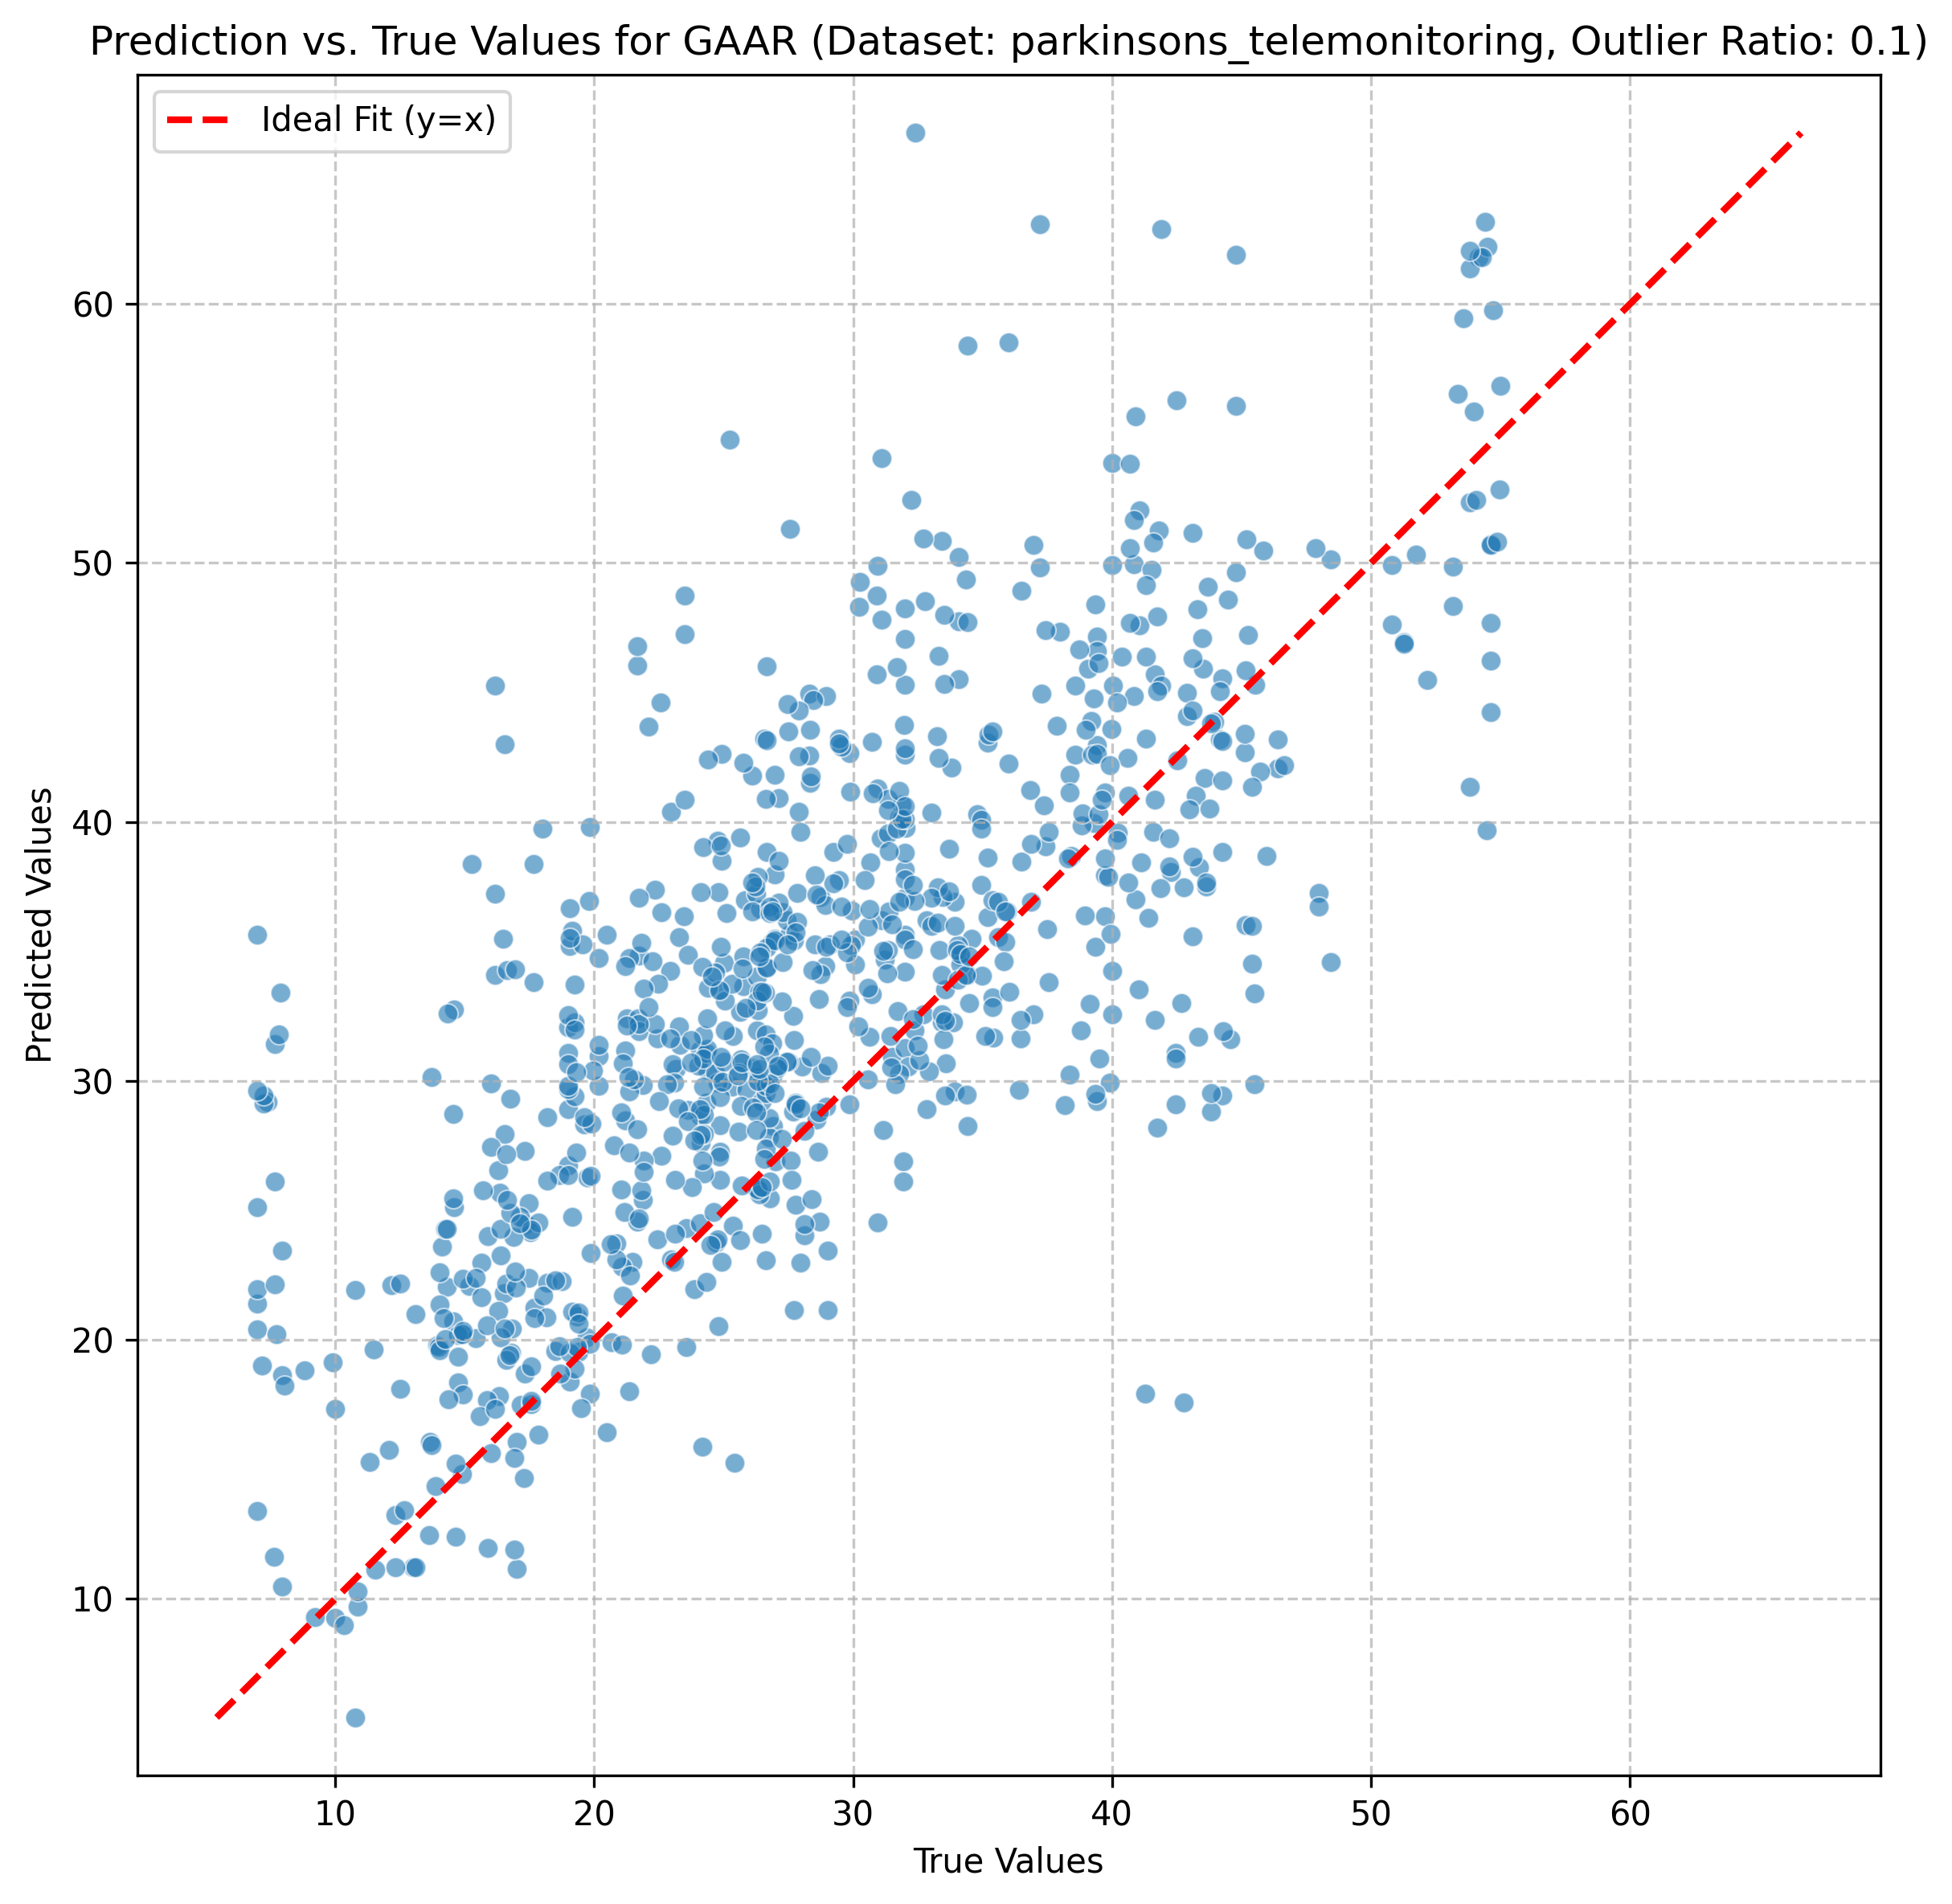 Prediction vs. True Values for GAAR (Dataset: parkinsons_telemonitoring, Outlier Ratio: 0.1)
Ideal Fit (y=x)
Predicted Values
60
50
40
30
20
10
10 20 30 40 50 60
True Values